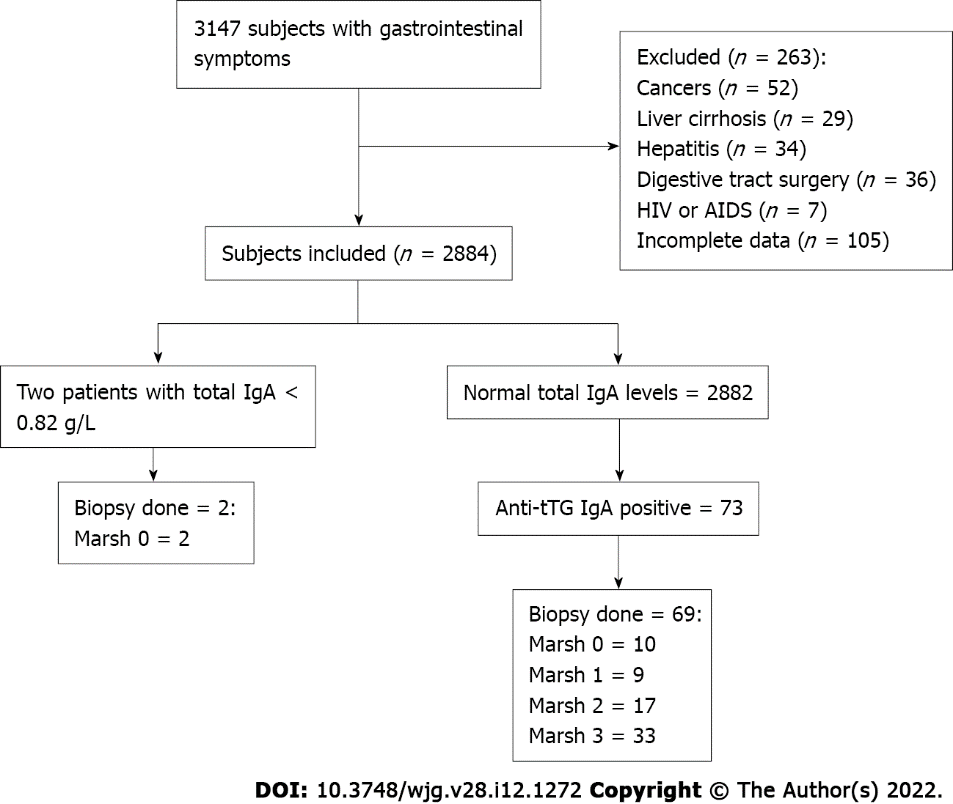 3147 subjects with gastrointestinal
symptoms
Excluded (n = 263):
Cancers (n = 52)
Liver cirrhosis (n = 29)
Hepatitis (n = 34)
Digestive tract surgery (n = 36)
HIV or AIDS (n = 7)
Incomplete data (n = 105)
Subjects included (n = 2884)
Two patients with total IgA <
0.82 g/L
Normal total IgA levels = 2882
Biopsy done = 2:
Marsh 0 = 2
Anti-tTG IgA positive = 73
Biopsy done = 69:
Marsh 0 = 10
Marsh 1 = 9
Marsh 2 = 17
Marsh 3 = 33
DOI: 10.3748/wjg.v28.i12.1272 Copyright © The Author(s) 2022.